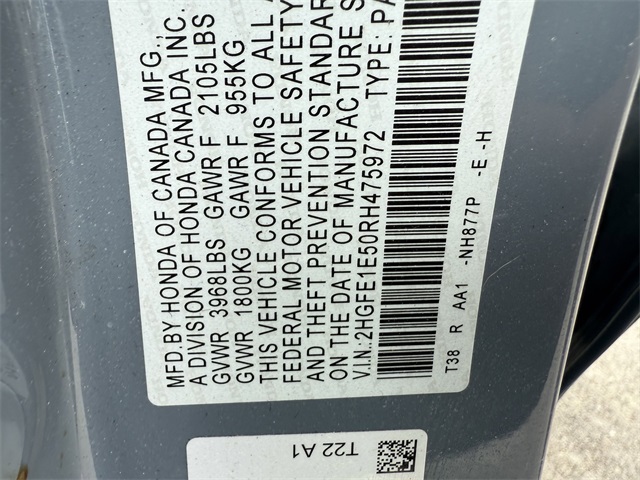 MFD.BY HONDA OF CANADA MFG.,
A DIVISION OF HONDA CANADA INC.
GVWR 3968LBS GAWR F 2105LBS
GVWR 1800KG GAWR F 955KG
THIS VEHICLE CONFORMS TO ALL
FEDERAL MOTOR VEHICLE SAFETY
AND THEFT PREVENTION STANDAR
ON THE DATE OF MANUFACTURE S
V.I.N.:2HGFE1E50RH475972 TYPE: PA
T38 R AA1 -NH877P -E -H
T22 A1